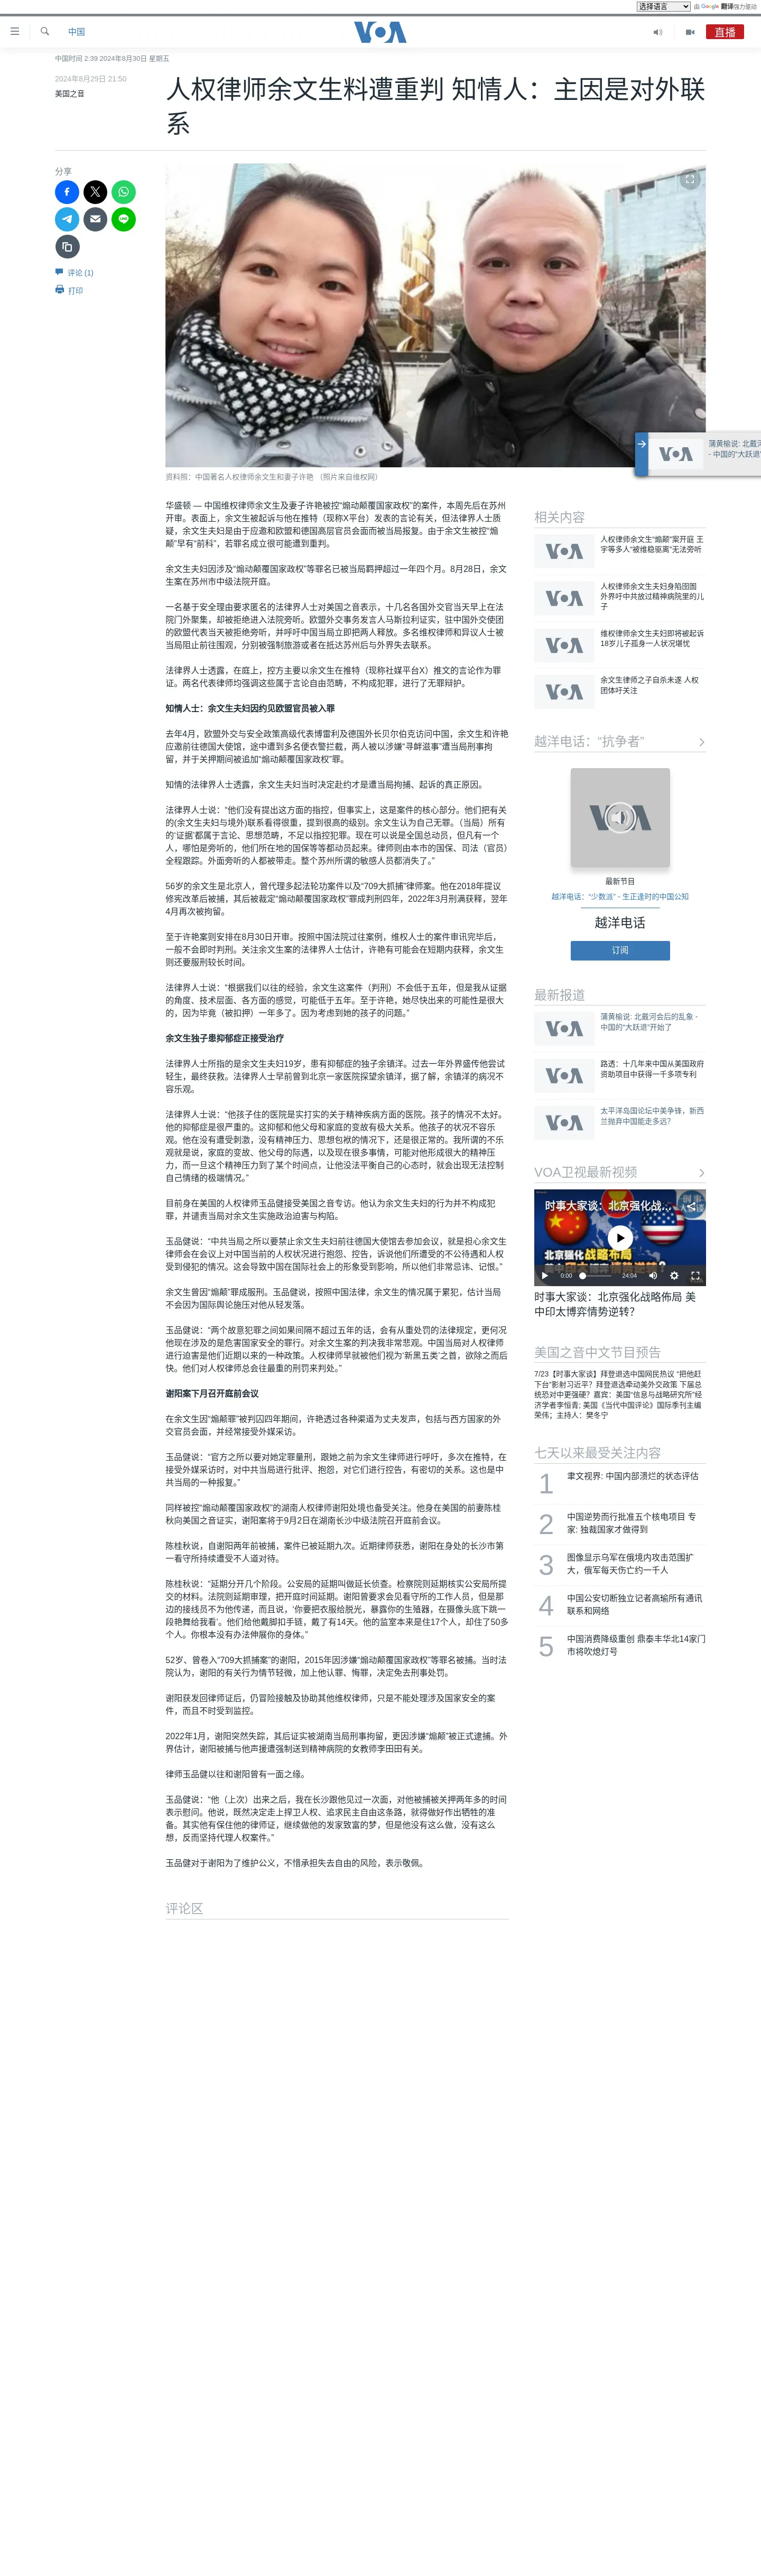 选择语言 由 Google 翻译强力驱动
中国
VOA
直播
中国时间 2:39 2024年8月30日 星期五
2024年8月29日 21:50
美国之音
人权律师余文生料遭重判 知情人：主因是对外联
系
分享
评论 (1)
打印
资料照：中国著名人权律师余文生和妻子许艳 （照片来自维权网）
蒲黄榆说: 北戴河
- 中国的“大跃退”
华盛顿 — 中国维权律师余文生及妻子许艳被控“煽动颠覆国家政权”的案件，本周先后在苏州
开审。表面上，余文生被起诉与他在推特（现称X平台）发表的言论有关，但法律界人士质
疑，余文生夫妇是由于应邀和欧盟和德国高层官员会面而被当局报复。由于余文生被控“煽
颠”早有“前科”，若罪名成立很可能遭到重判。
余文生夫妇因涉及“煽动颠覆国家政权”等罪名已被当局羁押超过一年四个月。8月28日，余文
生案在苏州市中级法院开庭。
一名基于安全理由要求匿名的法律界人士对美国之音表示，十几名各国外交官当天早上在法
院门外聚集，却被拒绝进入法院旁听。欧盟外交事务发言人马斯拉利证实，驻中国外交使团
的欧盟代表当天被拒绝旁听，并呼吁中国当局立即把两人释放。多名维权律师和异议人士被
当局阻止前往围观，分别被强制旅游或者在抵达苏州后与外界失去联系。
法律界人士透露，在庭上，控方主要以余文生在推特（现称社媒平台X）推文的言论作为罪
证。两名代表律师均强调这些属于言论自由范畴，不构成犯罪，进行了无罪辩护。
知情人士：余文生夫妇因约见欧盟官员被入罪
去年4月，欧盟外交与安全政策高级代表博雷利及德国外长贝尔伯克访问中国，余文生和许艳
应邀前往德国大使馆，途中遭到多名便衣警拦截，两人被以涉嫌“寻衅滋事”遭当局刑事拘
留，并于关押期间被追加“煽动颠覆国家政权”罪。
知情的法律界人士透露，余文生夫妇当时决定赴约才是遭当局拘捕、起诉的真正原因。
法律界人士说：“他们没有提出这方面的指控，但事实上，这是案件的核心部分。他们把有关
的(余文生夫妇与境外)联系看得很重，提到很高的级别。余文生认为自己无罪。（当局）所有
的‘证据’都属于言论、思想范畴，不足以指控犯罪。现在可以说是全国总动员，但凡有一个
人，哪怕是旁听的，他们所在地的国保等等都动员起来。律师则由本市的国保、司法（官员）
全程跟踪。外面旁听的人都被带走。整个苏州所谓的敏感人员都消失了。”
56岁的余文生是北京人，曾代理多起法轮功案件以及“709大抓捕”律师案。他在2018年提议
修宪改革后被捕，其后被裁定“煽动颠覆国家政权”罪成判刑四年，2022年3月刑满获释，翌年
4月再次被拘留。
至于许艳案则安排在8月30日开审。按照中国法院过往案例，维权人士的案件审讯完毕后，
一般不会即时判刑。关注余文生案的法律界人士估计，许艳有可能会在短期内获释，余文生
则还要服刑较长时间。
法律界人士说：“根据我们以往的经验，余文生这案件（判刑）不会低于五年，但是我从证据
的角度、技术层面、各方面的感觉，可能低于五年。至于许艳，她尽快出来的可能性是很大
的，因为毕竟（被扣押）一年多了。因为考虑到她的孩子的问题。”
余文生独子患抑郁症正接受治疗
法律界人士所指的是余文生夫妇19岁，患有抑郁症的独子余镇洋。过去一年外界盛传他尝试
轻生，最终获救。法律界人士早前曾到北京一家医院探望余镇洋，据了解，余镇洋的病况不
容乐观。
法律界人士说：“他孩子住的医院是实打实的关于精神疾病方面的医院。孩子的情况不太好。
他的抑郁症是很严重的。这抑郁和他父母和家庭的变故有极大关系。他孩子的状况不容乐
观。他在没有遭受刺激，没有精神压力、思想包袱的情况下，还是很正常的。我所谓的不乐
观就是说，家庭的变故、他父母的际遇，以及现在很多事情，可能对他形成很大的精神压
力，而一旦这个精神压力到了某个时间点，让他没法平衡自己的心态时，就会出现无法控制
自己情绪的极端情况。”
目前身在美国的人权律师玉品健接受美国之音专访。他认为余文生夫妇的行为并不构成犯
罪，并谴责当局对余文生实施政治迫害与构陷。
玉品健说：“中共当局之所以要禁止余文生夫妇前往德国大使馆去参加会议，就是担心余文生
律师会在会议上对中国当前的人权状况进行抱怨、控告，诉说他们所遭受的不公待遇和人权
受到侵犯的情况。这会导致中国在国际社会上的形象受到影响，所以他们非常忌讳、记恨。”
余文生曾因“煽颠”罪成服刑。玉品健说，按照中国法律，余文生的情况属于累犯，估计当局
不会因为国际舆论施压对他从轻发落。
玉品健说：“两个故意犯罪之间如果间隔不超过五年的话，会有从重处罚的法律规定，更何况
他现在涉及的是危害国家安全的罪行。对余文生案的判决我非常悲观。中国当局对人权律师
进行迫害是他们近期以来的一种政策。人权律师早就被他们视为‘新黑五类’之首，欲除之而后
快。他们对人权律师总会往最重的刑罚来判处。”
谢阳案下月召开庭前会议
在余文生因“煽颠罪”被判囚四年期间，许艳透过各种渠道为丈夫发声，包括与西方国家的外
交官员会面，并经常接受外媒采访。
玉品健说：“官方之所以要对她定罪量刑，跟她之前为余文生律师进行呼吁，多次在推特，在
接受外媒采访时，对中共当局进行批评、抱怨，对它们进行控告，有密切的关系。这也是中
共当局的一种报复。”
同样被控“煽动颠覆国家政权”的湖南人权律师谢阳处境也备受关注。他身在美国的前妻陈桂
秋向美国之音证实，谢阳案将于9月2日在湖南长沙中级法院召开庭前会议。
陈桂秋说，自谢阳两年前被捕，案件已被延期九次。近期律师获悉，谢阳在身处的长沙市第
一看守所持续遭受不人道对待。
陈桂秋说：“延期分开几个阶段。公安局的延期叫做延长侦查。检察院则延期核实公安局所提
交的材料。法院则延期审理，把开庭时间延期。谢阳曾要求会见看守所的工作人员，但是那
边的接线员不为他传递，而且说，‘你要把衣服给脱光，暴露你的生殖器，在摄像头底下跳一
段艳舞给我看’。他们给他戴脚扣手链，戴了有14天。他的监室本来是住17个人，却住了50多
个人。你根本没有办法伸展你的身体。”
52岁、曾卷入“709大抓捕案”的谢阳，2015年因涉嫌“煽动颠覆国家政权”等罪名被捕。当时法
院认为，谢阳的有关行为情节轻微，加上他认罪、悔罪，决定免去刑事处罚。
谢阳获发回律师证后，仍冒险接触及协助其他维权律师，只是不能处理涉及国家安全的案
件，而且不时受到监控。
2022年1月，谢阳突然失踪，其后证实被湖南当局刑事拘留，更因涉嫌“煽颠”被正式逮捕。外
界估计，谢阳被捕与他声援遭强制送到精神病院的女教师李田田有关。
律师玉品健以往和谢阳曾有一面之缘。
玉品健说：“他（上次）出来之后，我在长沙跟他见过一次面，对他被捕被关押两年多的时间
表示慰问。他说，既然决定走上捍卫人权、追求民主自由这条路，就得做好作出牺牲的准
备。其实他有保住他的律师证，继续做他的发家致富的梦，但是他没有这么做，没有这么
想，反而坚持代理人权案件。”
玉品健对于谢阳为了维护公义，不惜承担失去自由的风险，表示敬佩。
评论区
相关内容
人权律师余文生“煽颠”案开庭 王
宇等多人“被维稳驱离”无法旁听
人权律师余文生夫妇身陷囹圄
外界吁中共放过精神病院里的儿
子
维权律师余文生夫妇即将被起诉
18岁儿子孤身一人状况堪忧
余文生律师之子自杀未遂 人权
团体吁关注
越洋电话：“抗争者”
最新节目
越洋电话：“少数派” - 生正逢时的中国公知
越洋电话
订阅
最新报道
蒲黄榆说: 北戴河会后的乱象 -
中国的“大跃退”开始了
路透：十几年来中国从美国政府
资助项目中获得一千多项专利
太平洋岛国论坛中美争锋，新西
兰抛弃中国能走多远？
VOA卫视最新视频
时事大家谈：北京强化战...
北京强化战略布局
0:00 24:04
时事大家谈：北京强化战略佈局 美
中印太博弈情势逆转？
美国之音中文节目预告
7/23【时事大家谈】拜登退选中国网民热议 “把他赶
下台”影射习近平？拜登退选牵动美外交政策 下届总
统恐对中更强硬？嘉宾：美国“信息与战略研究所”经
济学者李恒青; 美国《当代中国评论》国际季刊主编
荣伟；主持人：樊冬宁
七天以来最受关注内容
1 聿文视界: 中国内部溃烂的状态评估
2 中国逆势而行批准五个核电项目 专
家: 独裁国家才做得到
3 图像显示乌军在俄境内攻击范围扩
大，俄军每天伤亡约一千人
4 中国公安切断独立记者高瑜所有通讯
联系和网络
5 中国消费降级重创 鼎泰丰华北14家门
市将吹熄灯号